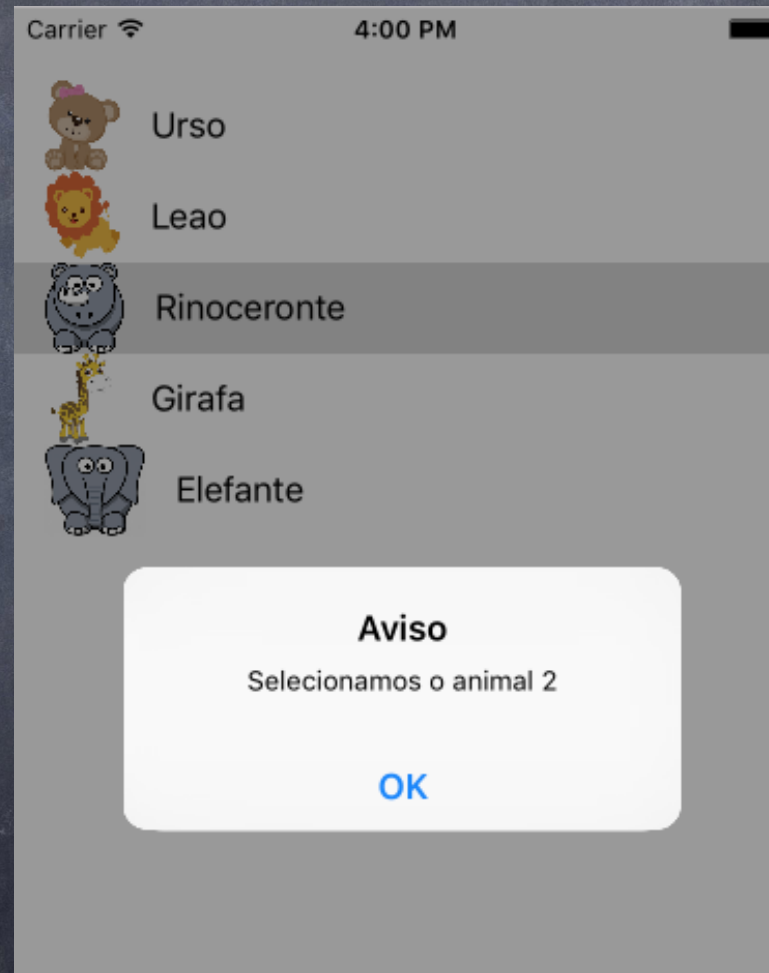 Carrier 4:00 PM
Urso
Leao
Rinoceronte
Girafa
Elefante
Aviso
Selecionamos o animal 2
OK